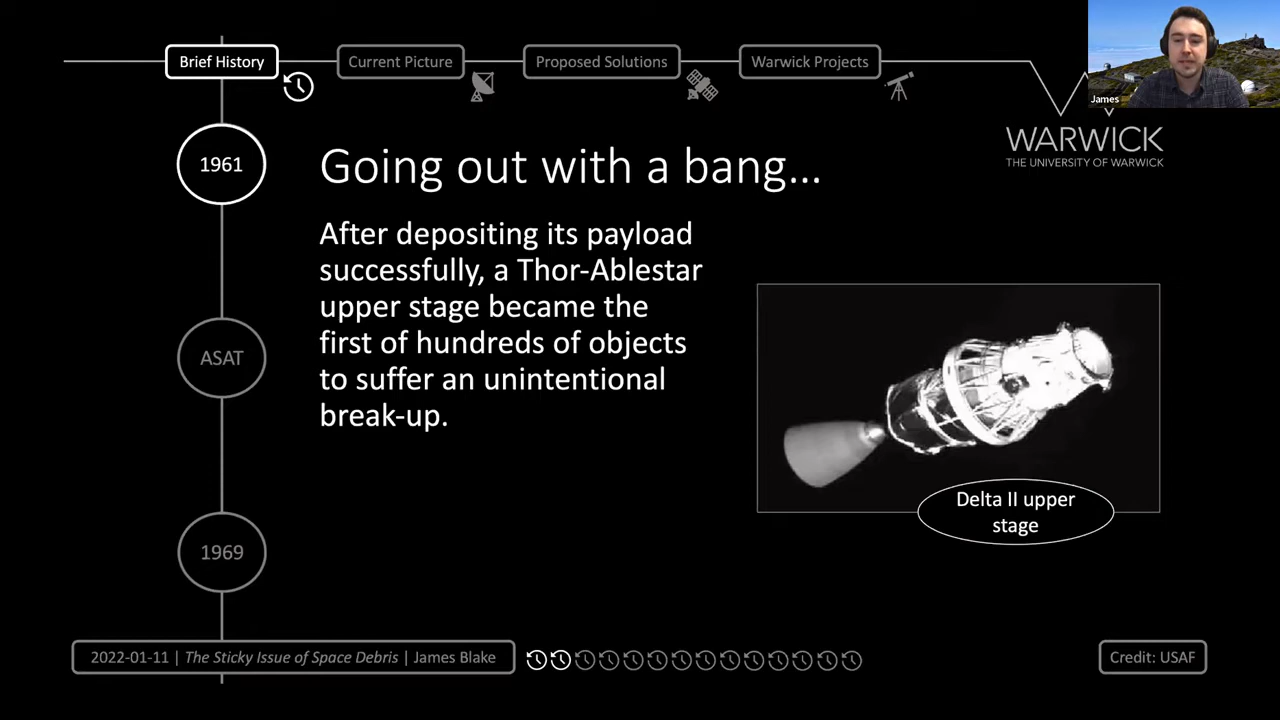 Brief History
Current Picture
Proposed Solutions
Warwick Projects
James
WARWICK
THE UNIVERSITY OF WARWICK
1961
Going out with a bang...
After depositing its payload
successfully, a Thor-Ablestar
upper stage became the
first of hundreds of objects
to suffer an unintentional
break-up.
ASAT
Delta II upper
stage
1969
2022-01-11 | The Sticky Issue of Space Debris | James Blake
Credit: USAF